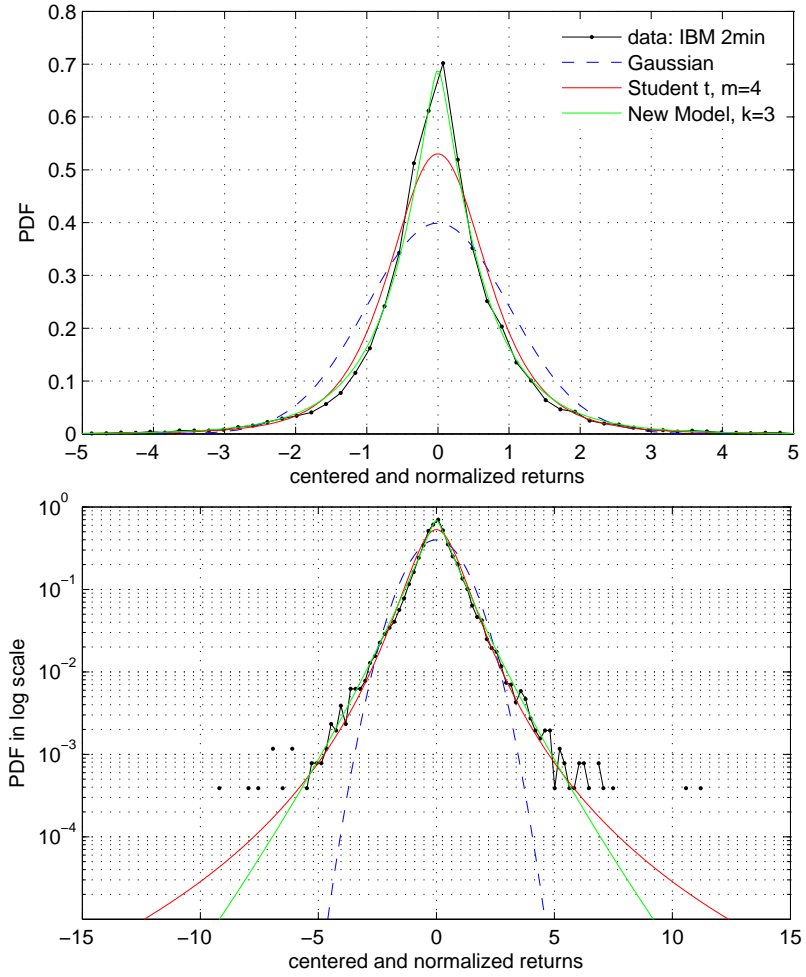 0.8
0.7
0.6
0.5
0.4
0.3
0.2
0.1
0
PDF
data: IBM 2min
Gaussian
Student t, m=4
New Model, k=3
−5 −4 −3 −2 −1 0 1 2 3 4 5
centered and normalized returns
10^0
10^−1
10^−2
10^−3
10^−4
PDF in log scale
−15 −10 −5 0 5 10 15
centered and normalized returns